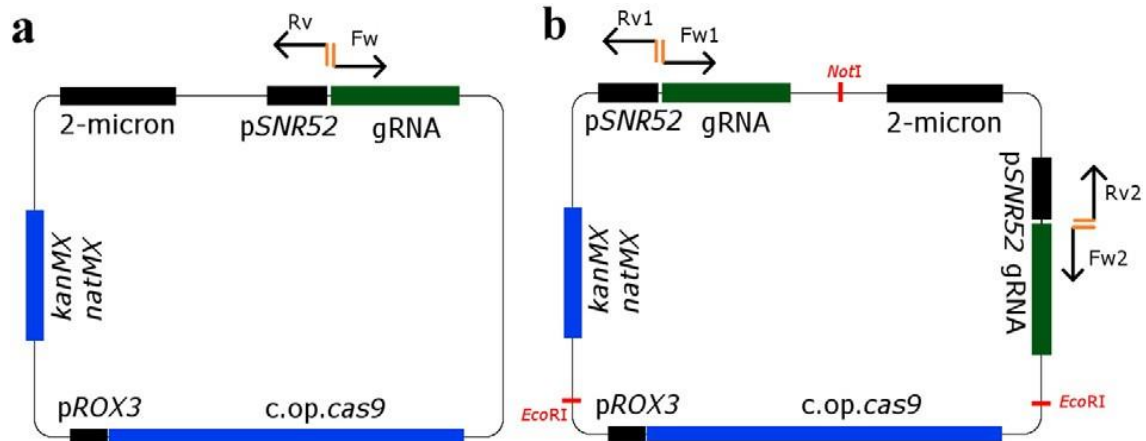 a
Rv
Fw
2-micron
pSNR52
gRNA
kanMX
natMX
pROX3
c.op.cas9
b
Rv1
Fw1
NotI
pSNR52
gRNA
2-micron
pSNR52 gRNA
Rv2
Fw2
kanMX
natMX
EcoRI
pROX3
c.op.cas9
EcoRI